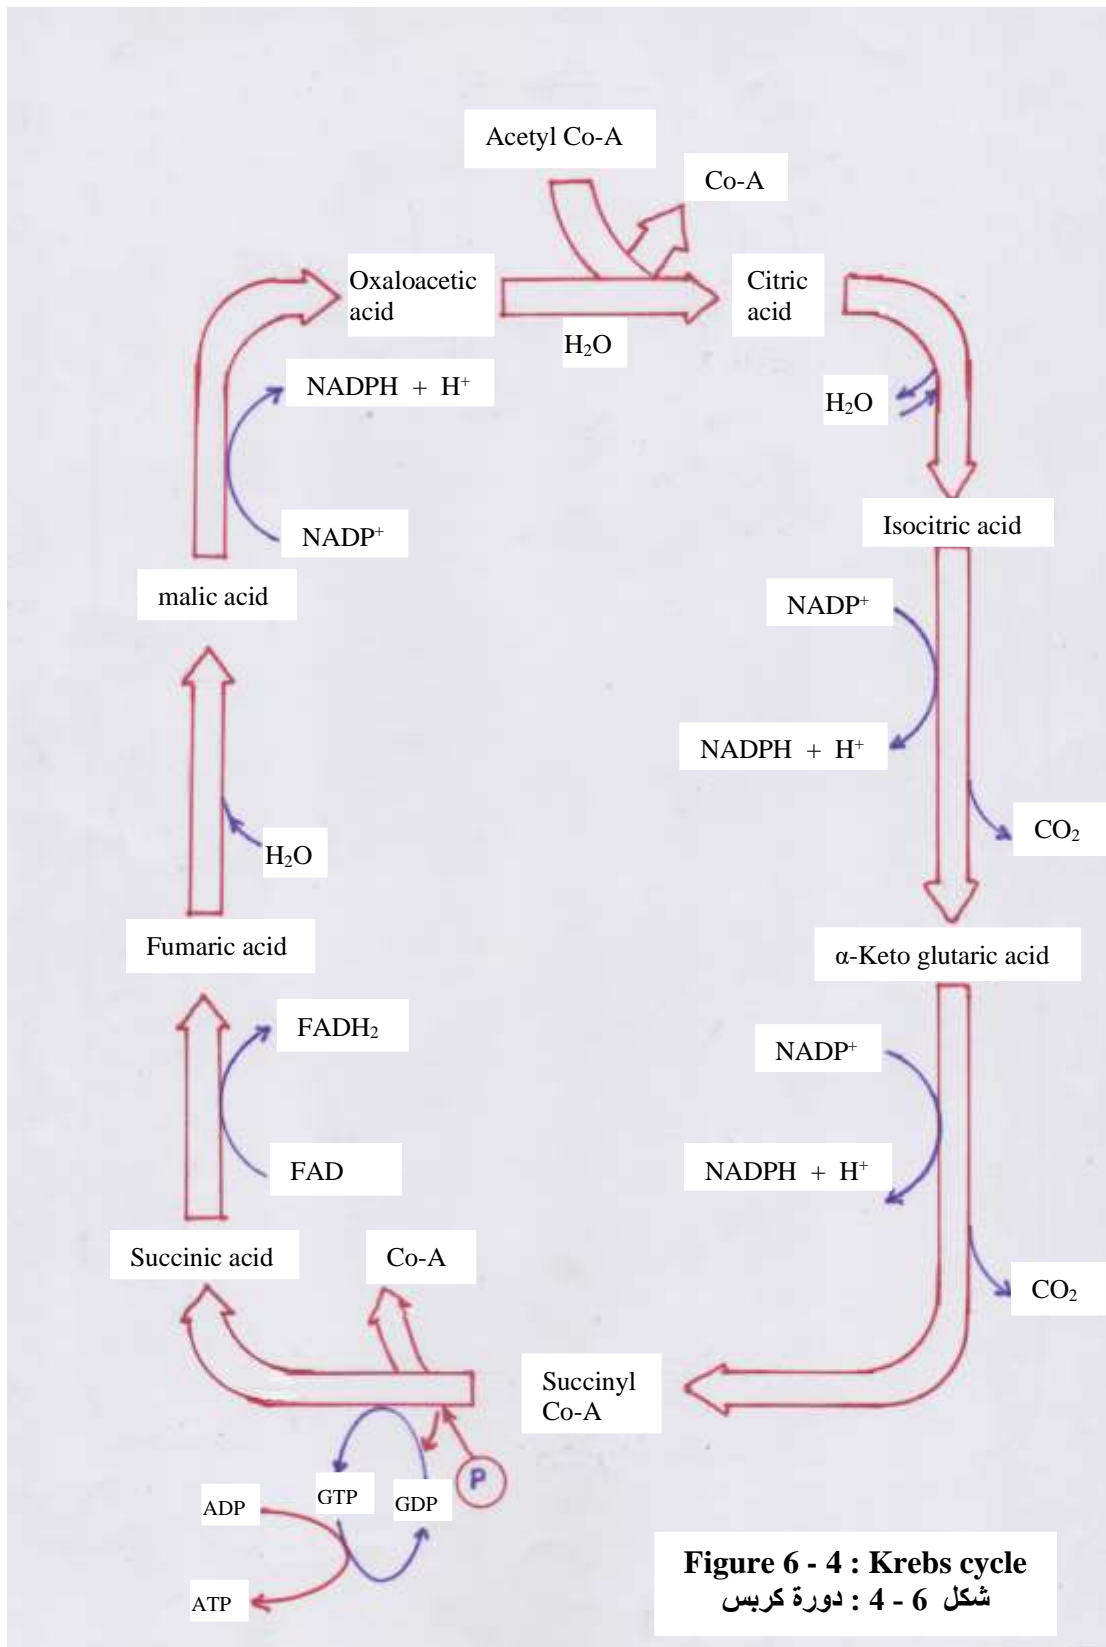 Acetyl Co-A
Co-A
Oxaloacetic
acid
Citric
acid
H₂O
NADPH + H⁺
H₂O
Isocitric acid
NADP⁺
malic acid
NADP⁺
NADPH + H⁺
CO₂
H₂O
Fumaric acid
α-Keto glutaric acid
FADH₂
NADP⁺
FAD
NADPH + H⁺
Succinic acid
Co-A
CO₂
Succinyl
Co-A
P
GTP
GDP
ADP
ATP
Figure 6 - 4 : Krebs cycle
شكل 6 - 4 : دورة كربس